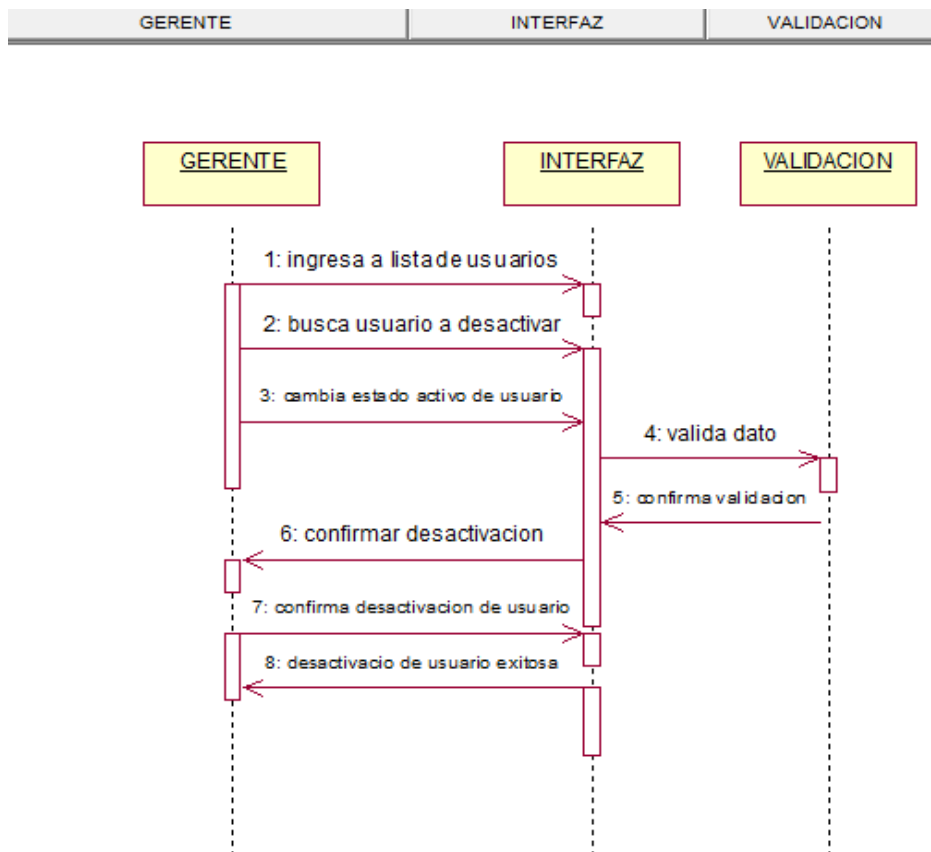 GERENTE INTERFAZ VALIDACION
GERENTE INTERFAZ VALIDACION
1: ingresa a lista de usuarios
2: busca usuario a desactivar
3: cambia estado activo de usuario
4: valida dato
5: confirma validacion
6: confirmar desactivacion
7: confirma desactivacion de usuario
8: desactivacio de usuario exitosa